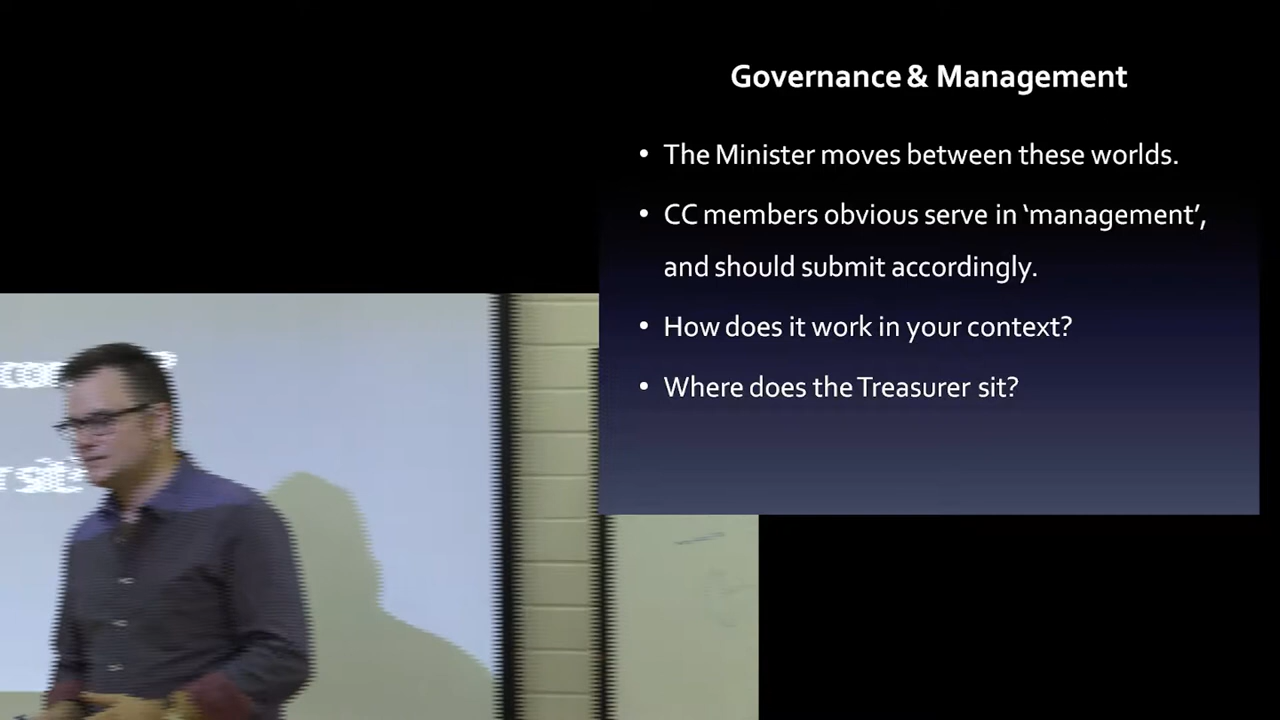 Governance & Management
• The Minister moves between these worlds.
• CC members obvious serve in ‘management’,
and should submit accordingly.
• How does it work in your context?
• Where does the Treasurer sit?